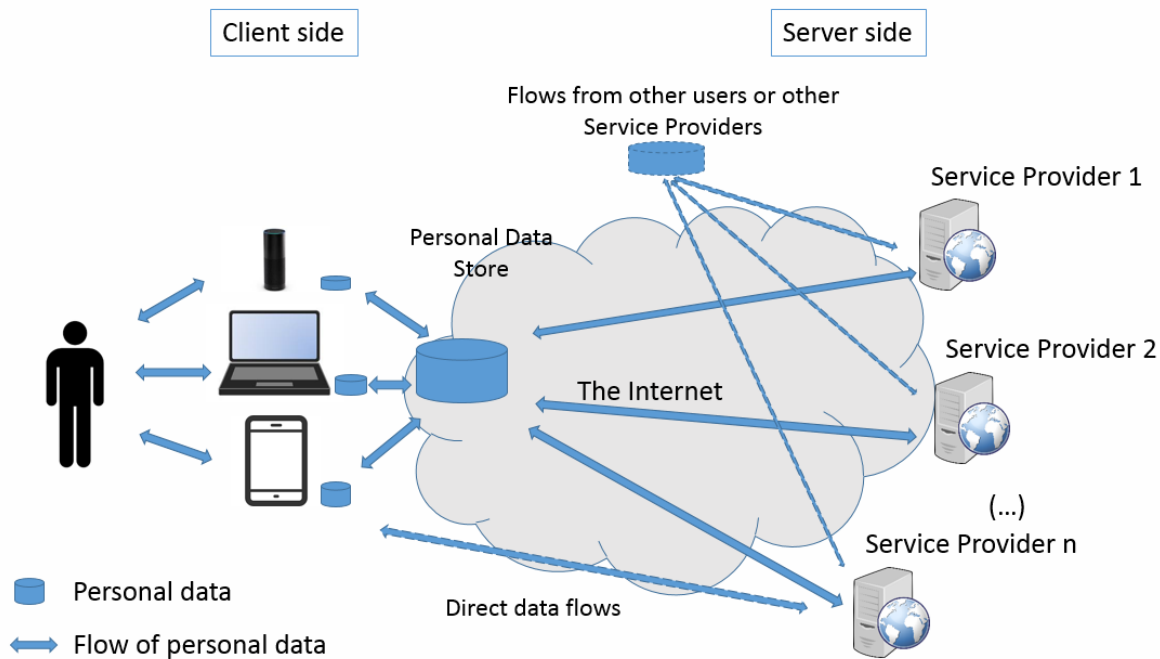 Client side
Server side
Flows from other users or other
Service Providers
Service Provider 1
Personal Data
Store
Service Provider 2
The Internet
(...)
Service Provider n
Personal data
Direct data flows
Flow of personal data